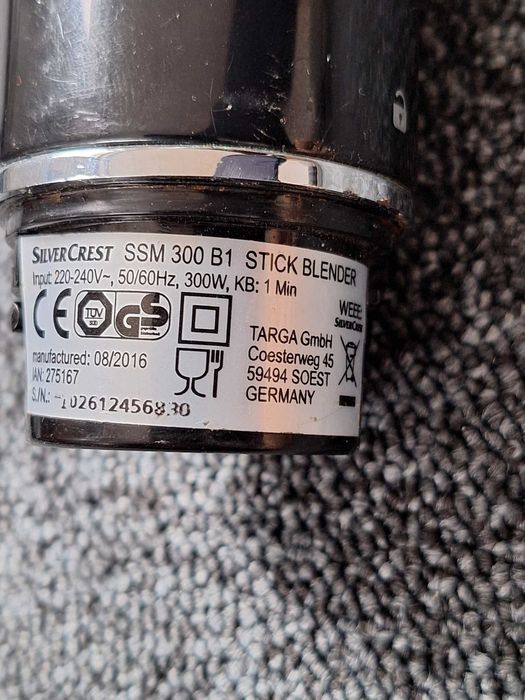 SILVERCREST SSM 300 B1 STICK BLENDER
Input: 220-240V~, 50/60Hz, 300W, KB: 1 Min
CE TÜV SÜD GS
manufactured: 08/2016
IAN: 275167
S./N.: -102612456830
TARGA GmbH
Coesterweg 45
59494 SOEST
GERMANY
WEEE:
SILVERCREST